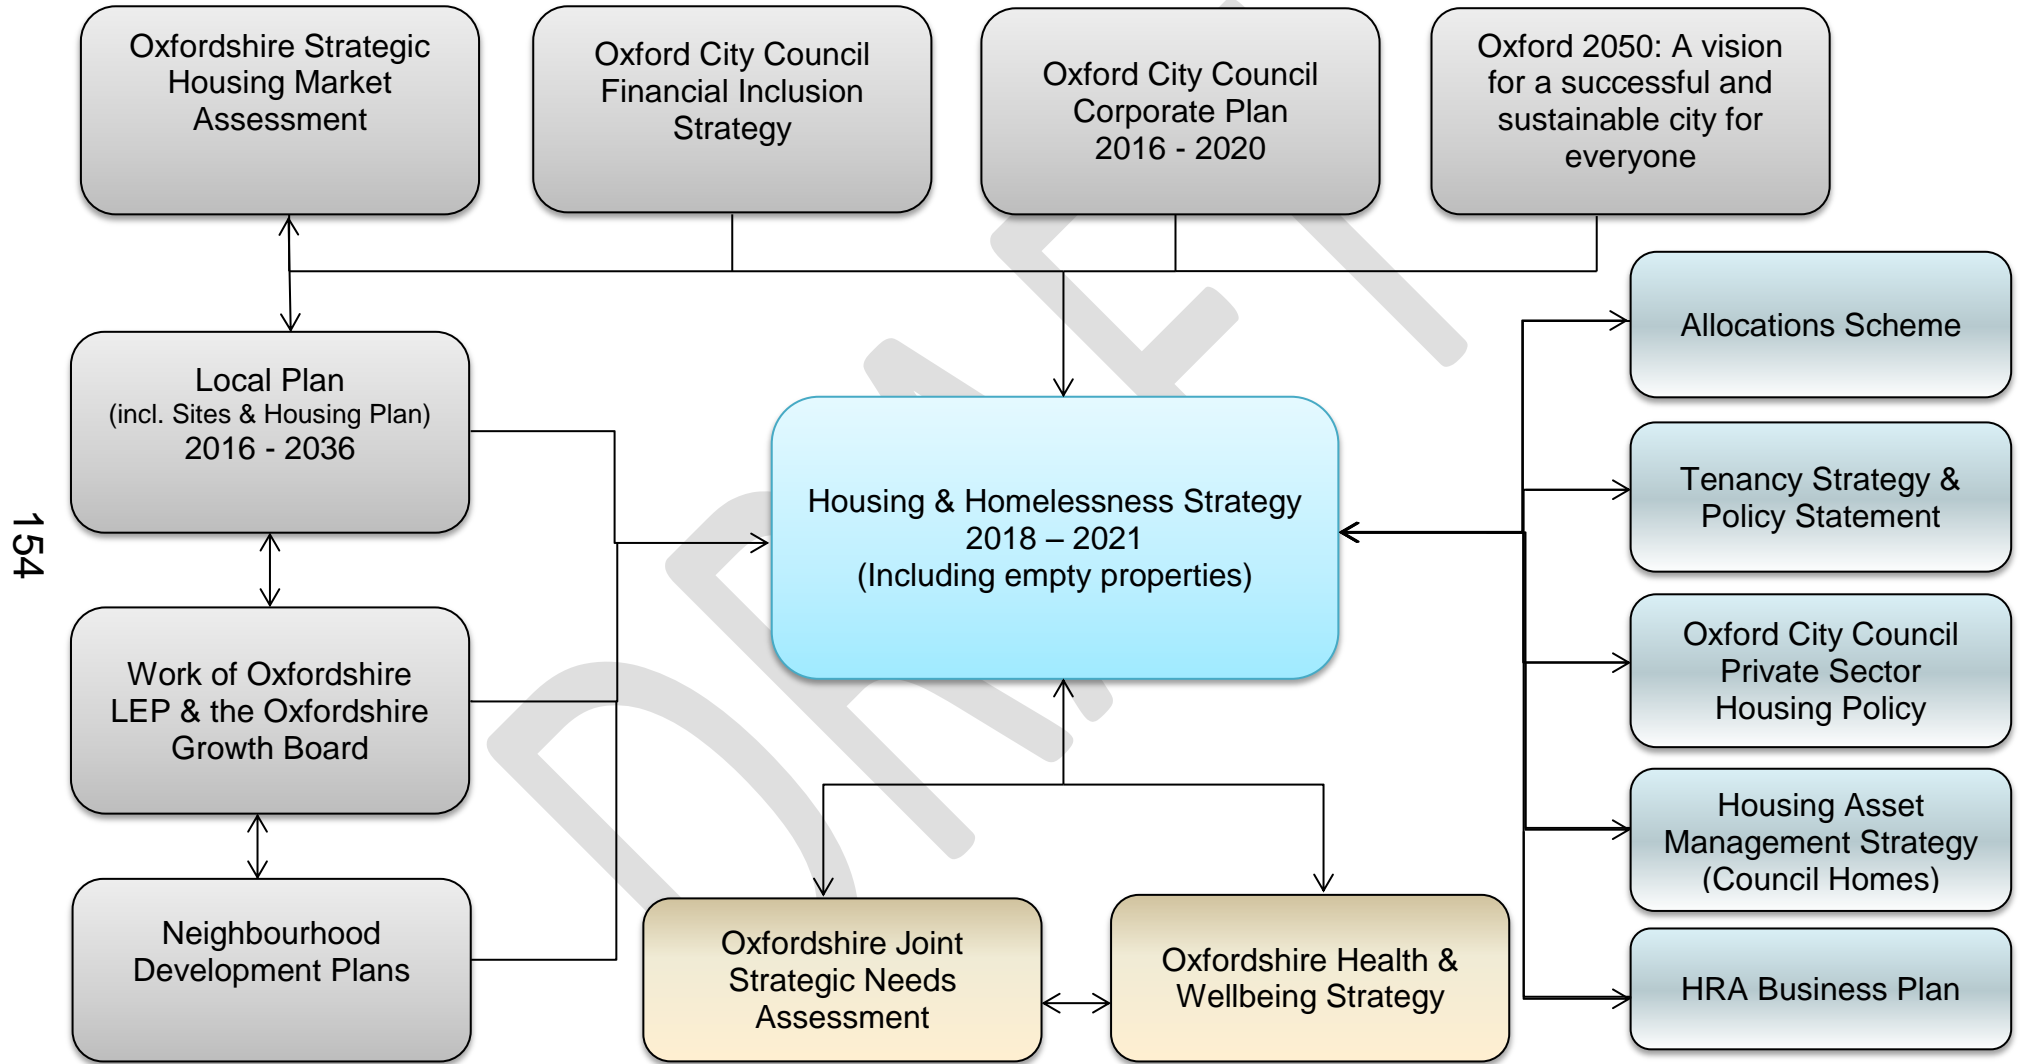 Oxfordshire Strategic
Housing Market
Assessment
Oxford City Council
Financial Inclusion
Strategy
Oxford City Council
Corporate Plan
2016 - 2020
Oxford 2050: A vision
for a successful and
sustainable city for
everyone
Local Plan
(incl. Sites & Housing Plan)
2016 - 2036
Work of Oxfordshire
LEP & the Oxfordshire
Growth Board
Neighbourhood
Development Plans
Housing & Homelessness Strategy
2018 – 2021
(Including empty properties)
Oxfordshire Joint
Strategic Needs
Assessment
Oxfordshire Health &
Wellbeing Strategy
Allocations Scheme
Tenancy Strategy &
Policy Statement
Oxford City Council
Private Sector
Housing Policy
Housing Asset
Management Strategy
(Council Homes)
HRA Business Plan
154
DRAFT